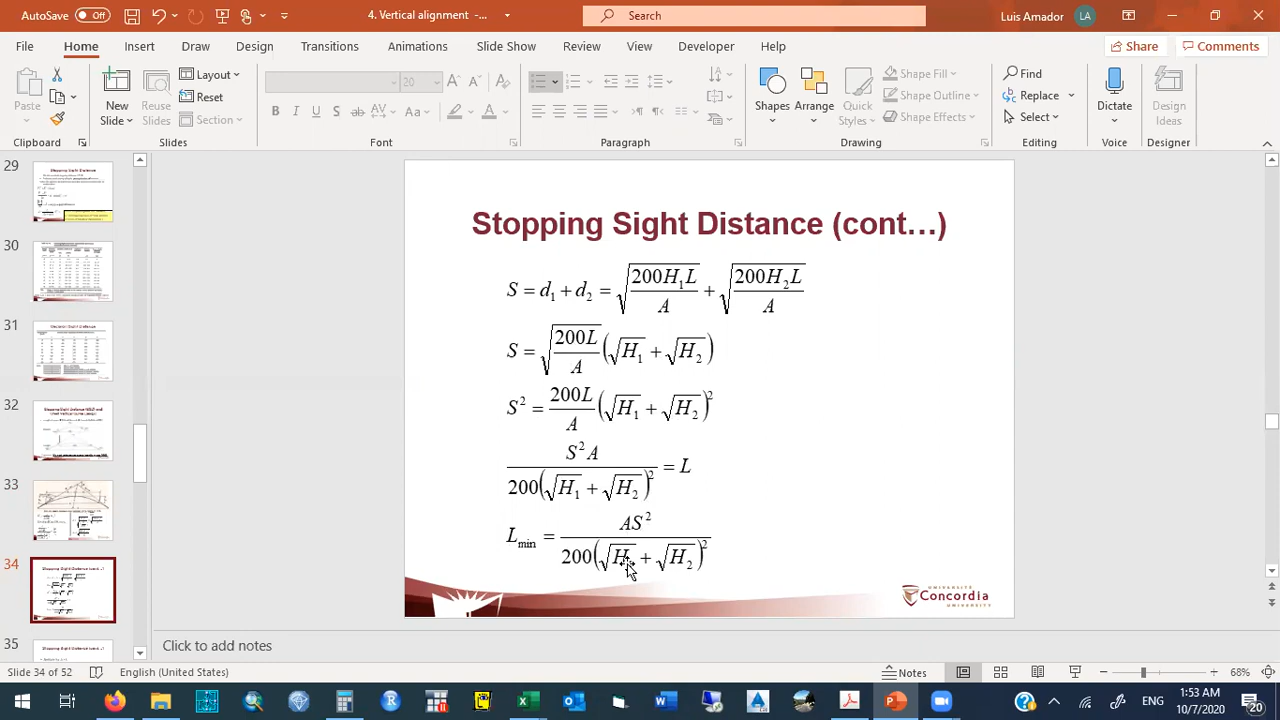 AutoSave Off
4.Vertical alignment -...
Search
Luis Amador
LA
File Home Insert Draw Design Transitions Animations Slide Show Review View Developer Help
Share
Comments
Paste
New Slide
Reuse Slides
Layout
Reset
Section
20
Shapes
Arrange
Quick Styles
Shape Fill
Shape Outline
Shape Effects
Find
Replace
Select
Dictate
Design Ideas
Clipboard Slides Font Paragraph Drawing Editing Voice Designer
29
30
31
32
33
34
35
Stopping Sight Distance (cont…)
S = d₁ + d₂ = √(200H₁L / A) + √(200H₂L / A)
S = √(200L / A) (√H₁ + √H₂)
S² = 200L / A (√H₁ + √H₂)²
S²A / 200(√H₁ + √H₂)² = L
Lmin = AS² / 200(√H₁ + √H₂)²
Concordia
UNIVERSITY
Click to add notes
Slide 34 of 52
English (United States)
Notes
68%
ENG
1:53 AM
10/7/2020
20